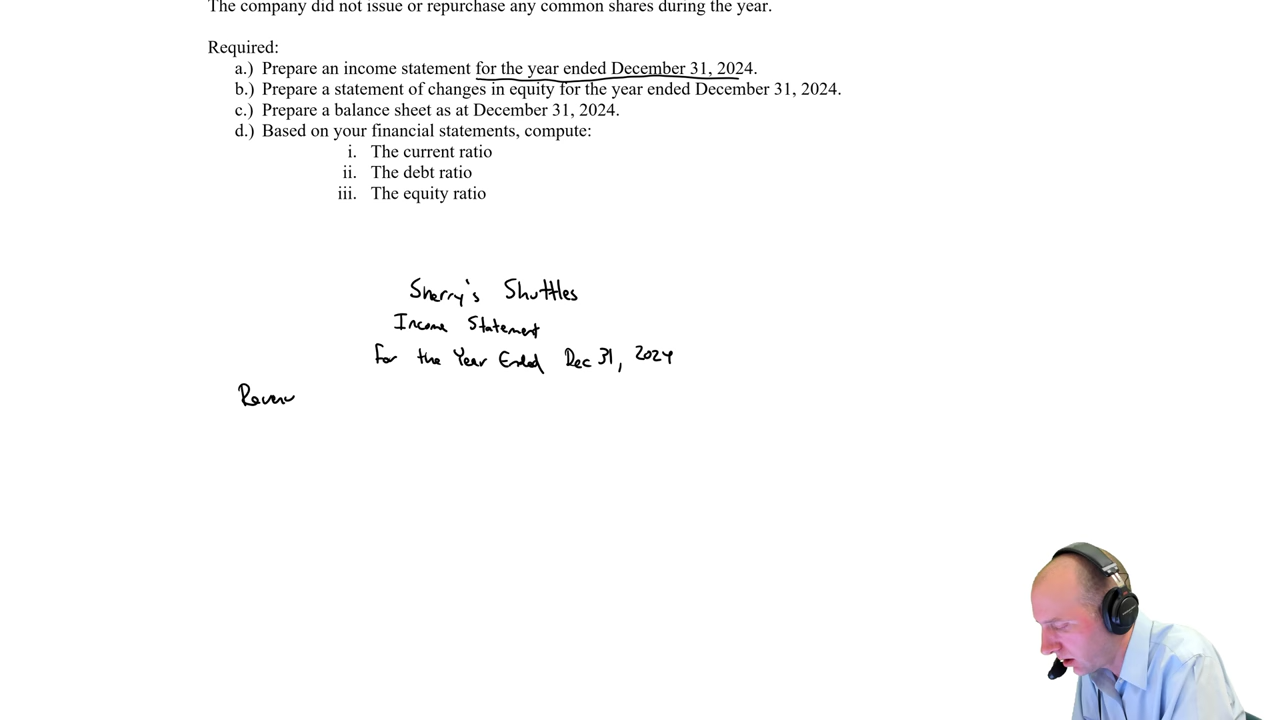 The company did not issue or repurchase any common shares during the year.
Required:
a.) Prepare an income statement for the year ended December 31, 2024.
b.) Prepare a statement of changes in equity for the year ended December 31, 2024.
c.) Prepare a balance sheet as at December 31, 2024.
d.) Based on your financial statements, compute:
i. The current ratio
ii. The debt ratio
iii. The equity ratio
Sherry's Shuttles
Income Statement
For the Year Ended Dec 31, 2024
Revenu